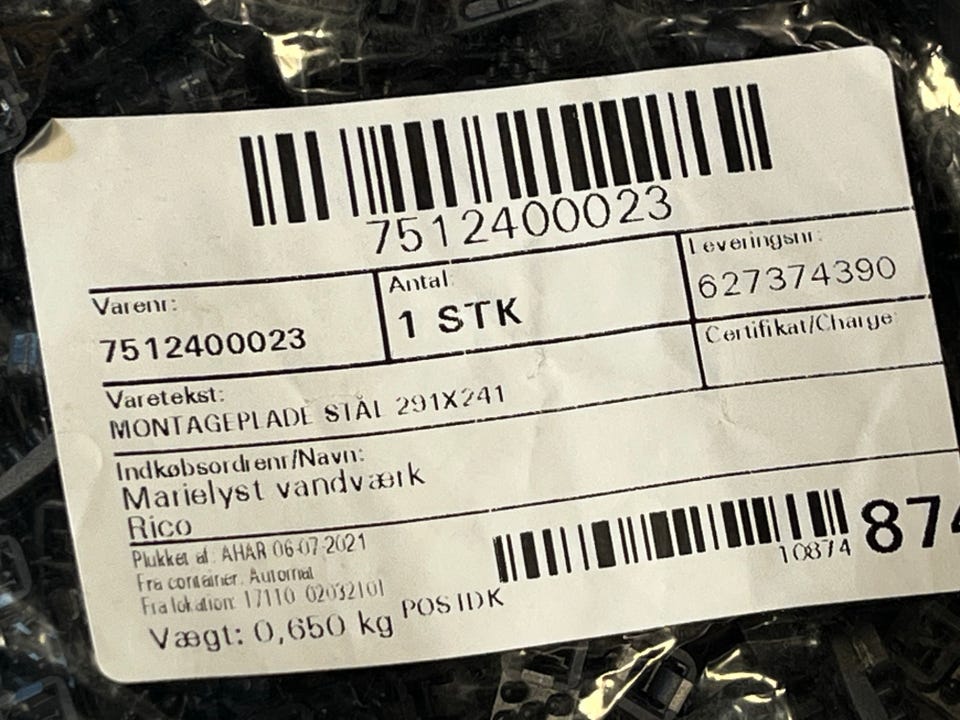 7512400023
Varenr:
7512400023
Antal:
1 STK
Leveringsnr:
627374390
Certifikat/Charge:
Varetekst:
MONTAGEPLADE STÅL 291X241
Indkøbsordrenr/Navn:
Marielyst vandværk
Rico
Plukket af: AHAR 06-07-2021
Fra container: Automat
Fra lokation: 17110 02032101
Vægt: 0,650 kg POS IDK
10874
874